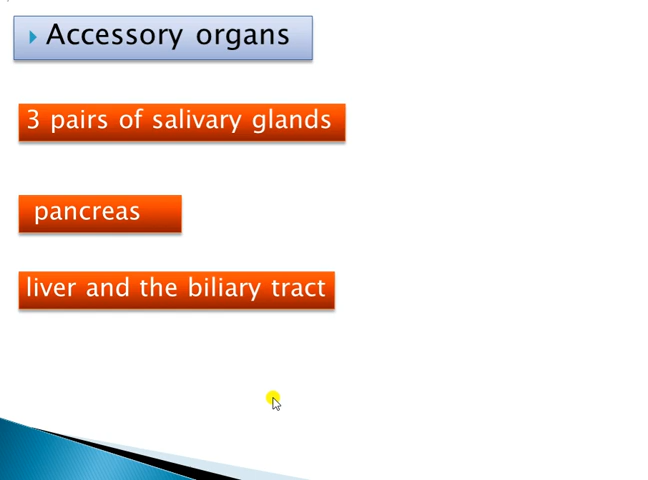 Accessory organs
3 pairs of salivary glands
pancreas
liver and the biliary tract